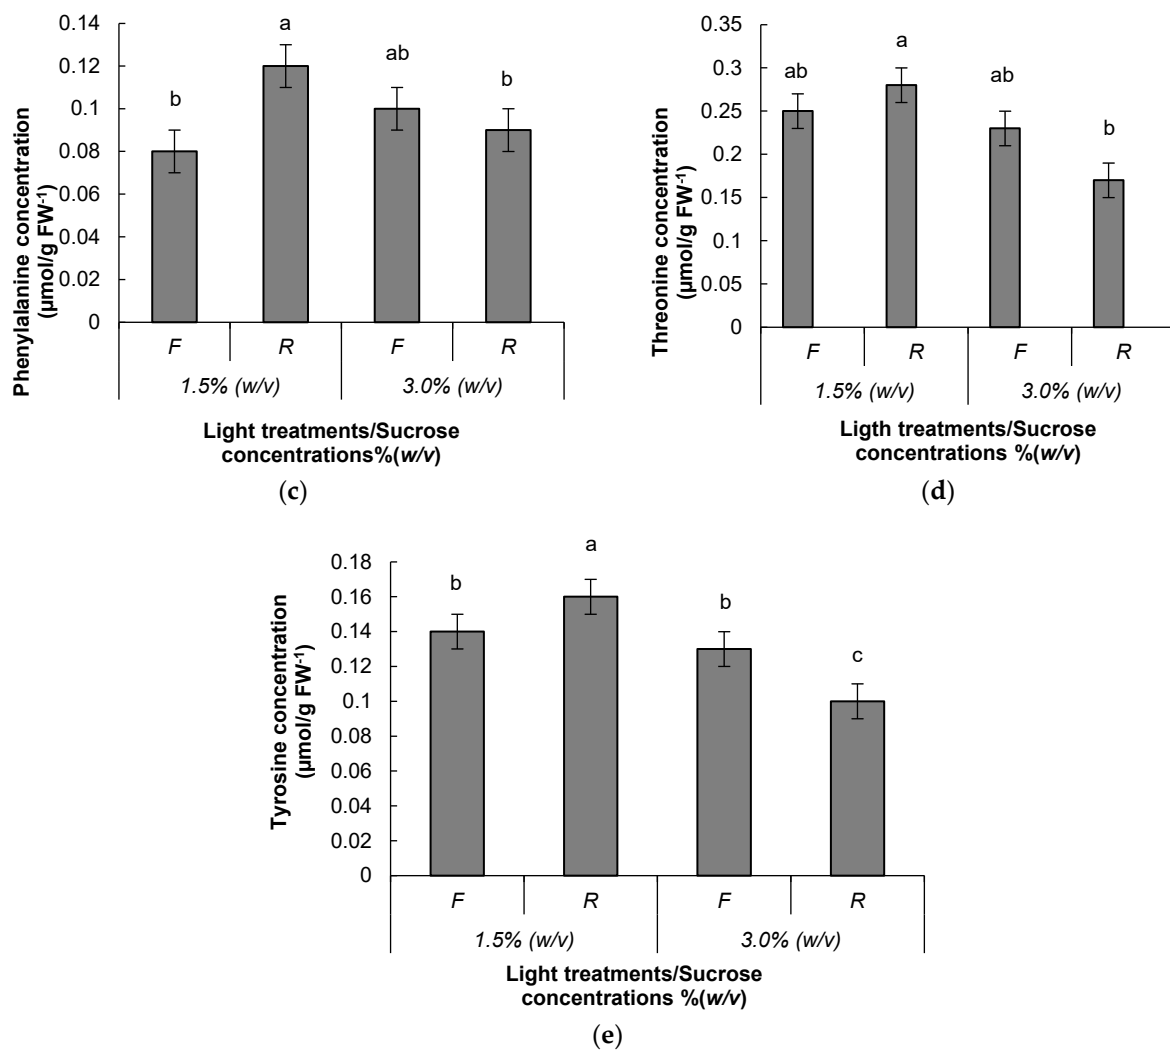 Phenylalanine concentration
(µmol/g FW-1)
0.14
0.12
0.1
0.08
0.06
0.04
0.02
0
b
a
ab
b
F R F R
1.5% (w/v) 3.0% (w/v)
Light treatments/Sucrose
concentrations%(w/v)
(c)
Threonine concentration
(µmol/g FW-1)
0.35
0.3
0.25
0.2
0.15
0.1
0.05
0
ab
a
ab
b
F R F R
1.5% (w/v) 3.0% (w/v)
Ligth treatments/Sucrose
concentrations %(w/v)
(d)
Tyrosine concentration
(µmol/g FW-1)
0.18
0.16
0.14
0.12
0.1
0.08
0.06
0.04
0.02
0
b
a
b
c
F R F R
1.5% (w/v) 3.0% (w/v)
Light treatments/Sucrose
concentrations %(w/v)
(e)